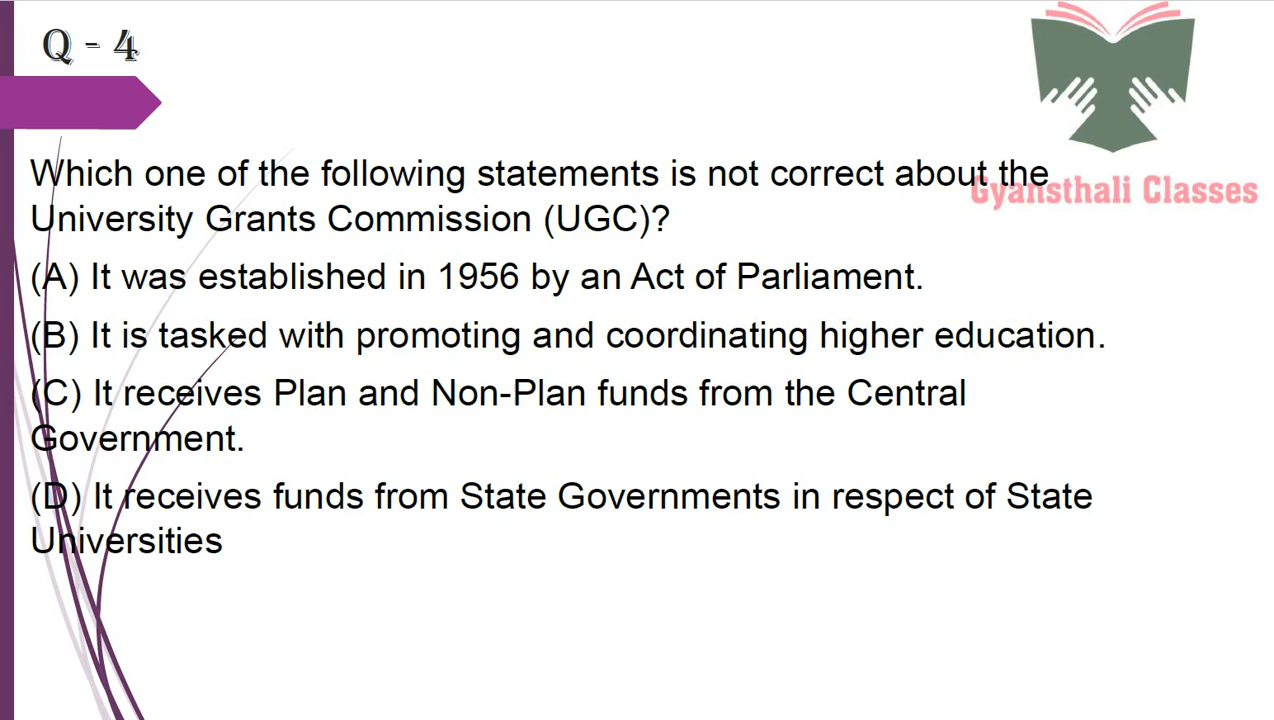 Q - 4
Which one of the following statements is not correct about the
Gyansthali Classes
University Grants Commission (UGC)?
(A) It was established in 1956 by an Act of Parliament.
(B) It is tasked with promoting and coordinating higher education.
(C) It receives Plan and Non-Plan funds from the Central
Government.
(D) It receives funds from State Governments in respect of State
Universities